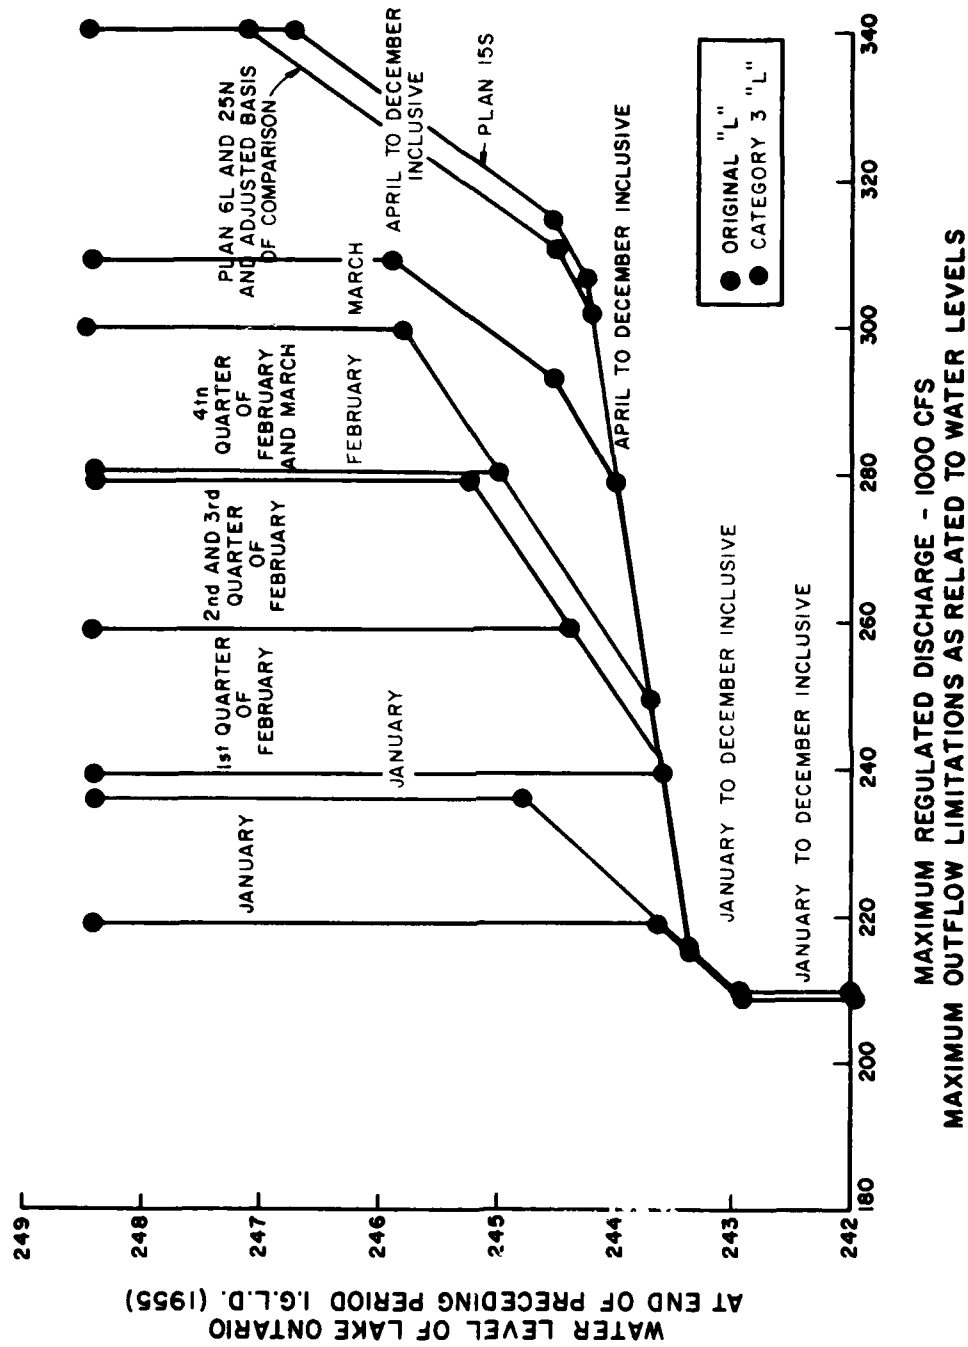 WATER LEVEL OF LAKE ONTARIO
AT END OF PRECEDING PERIOD I.G.L.D. (1955)
249
248
247
246
245
244
243
242
180
200
220
240
260
280
300
320
340
JANUARY
JANUARY
1st QUARTER
OF
FEBRUARY
2nd AND 3rd
QUARTER
OF
FEBRUARY
4tn
QUARTER
OF
FEBRUARY
AND MARCH
FEBRUARY
MARCH
PLAN 6L AND 25N
AND ADJUSTED BASIS
OF COMPARISON
APRIL TO DECEMBER
INCLUSIVE
PLAN 15S
APRIL TO DECEMBER INCLUSIVE
JANUARY TO DECEMBER INCLUSIVE
JANUARY TO DECEMBER INCLUSIVE
ORIGINAL "L"
CATEGORY 3 "L"
MAXIMUM REGULATED DISCHARGE - 1000 CFS
MAXIMUM OUTFLOW LIMITATIONS AS RELATED TO WATER LEVELS